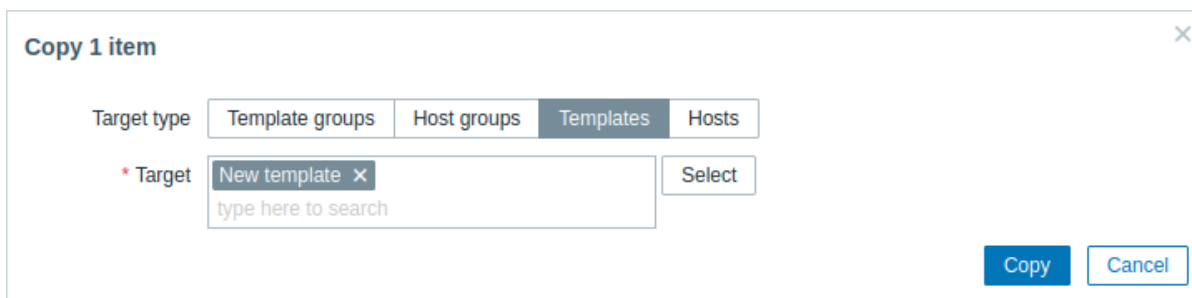 Copy 1 item
Target type Template groups Host groups Templates Hosts
* Target New template Select
type here to search
Copy Cancel